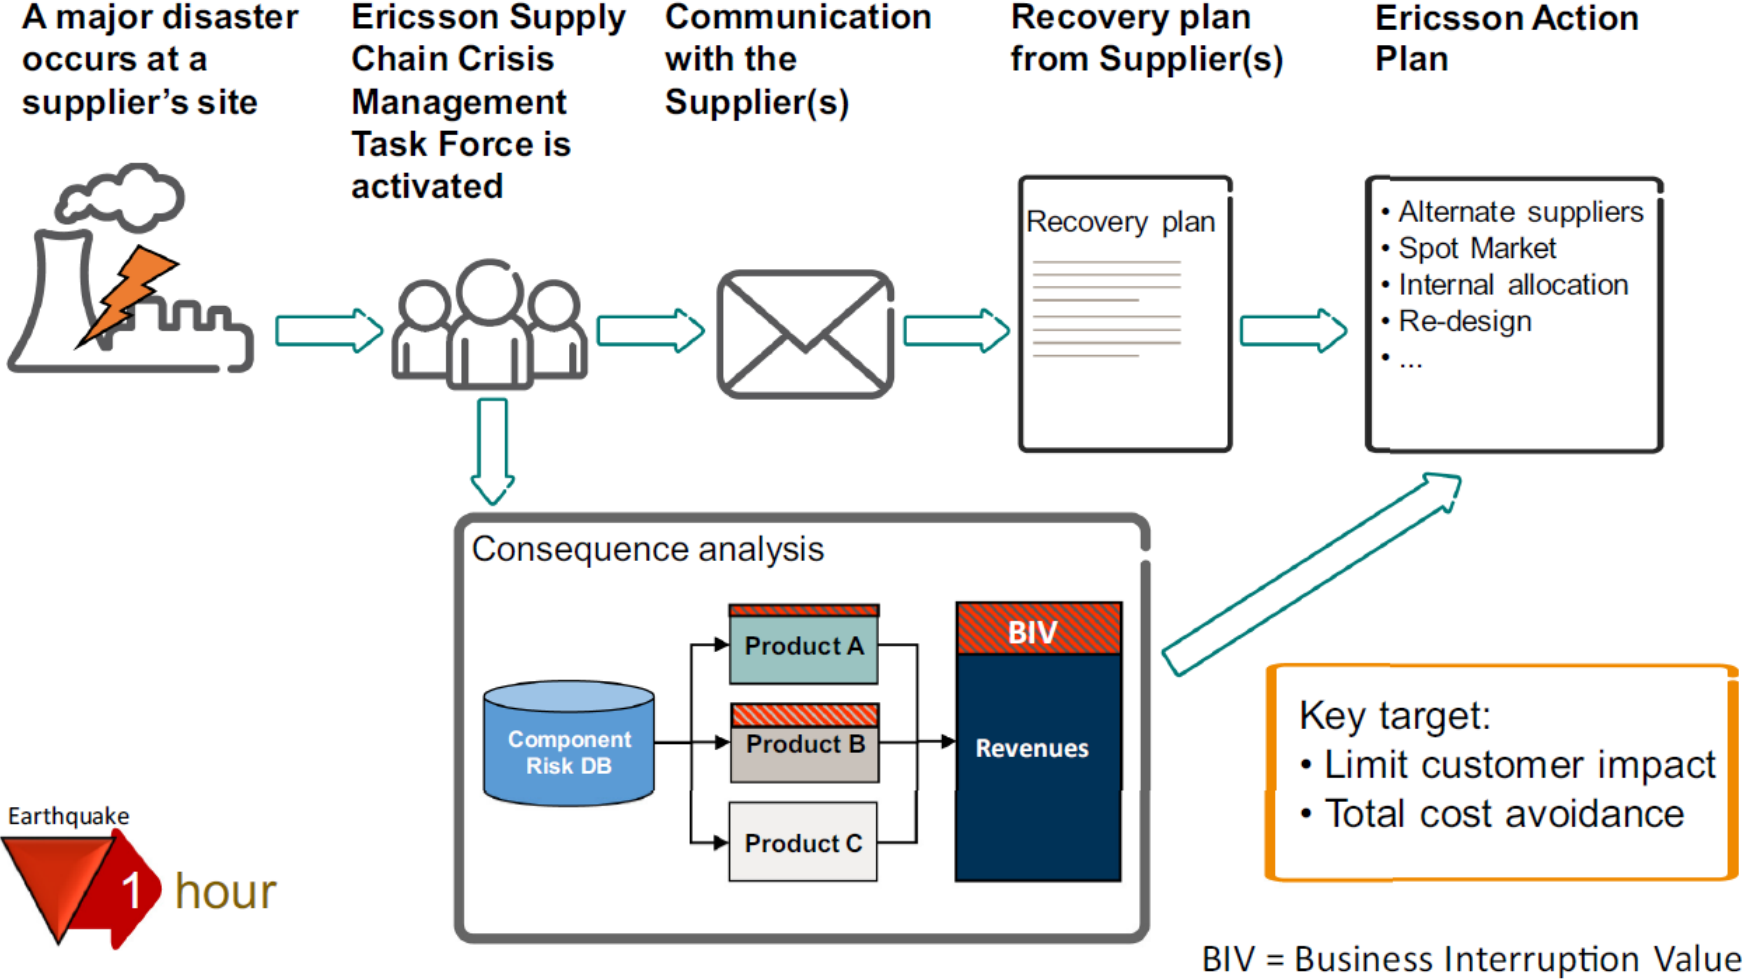 A major disaster
occurs at a
supplier’s site
Ericsson Supply
Chain Crisis
Management
Task Force is
activated
Communication
with the
Supplier(s)
Recovery plan
from Supplier(s)
Ericsson Action
Plan
Recovery plan
• Alternate suppliers
• Spot Market
• Internal allocation
• Re-design
• ...
Consequence analysis
Component
Risk DB
Product A
Product B
Product C
BIV
Revenues
Key target:
• Limit customer impact
• Total cost avoidance
Earthquake
1 hour
BIV = Business Interruption Value